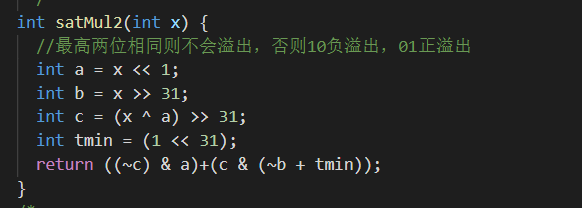 int satMul2(int x) {
//最高两位相同则不会溢出，否则10负溢出，01正溢出
int a = x << 1;
int b = x >> 31;
int c = (x ^ a) >> 31;
int tmin = (1 << 31);
return ((~c) & a)+(c & (~b + tmin));
}